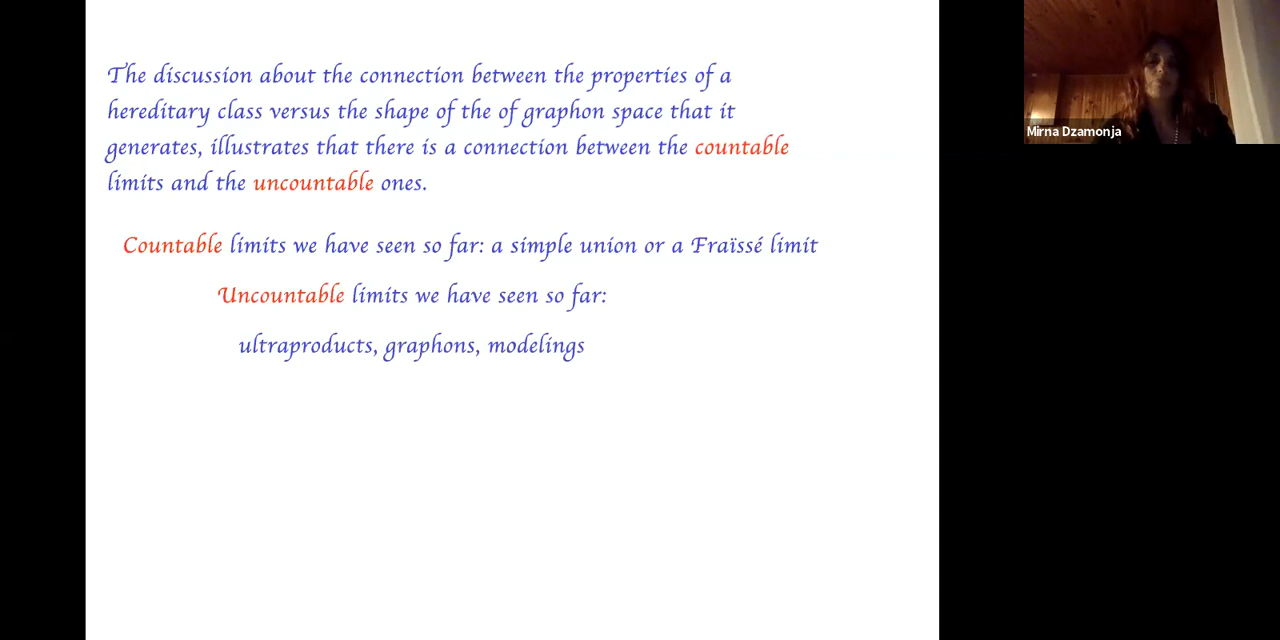 The discussion about the connection between the properties of a
hereditary class versus the shape of the of graphon space that it
generates, illustrates that there is a connection between the countable
limits and the uncountable ones.
Countable limits we have seen so far: a simple union or a Fraïssé limit
Uncountable limits we have seen so far:
ultraproducts, graphons, modelings
Mirna Dzamonja